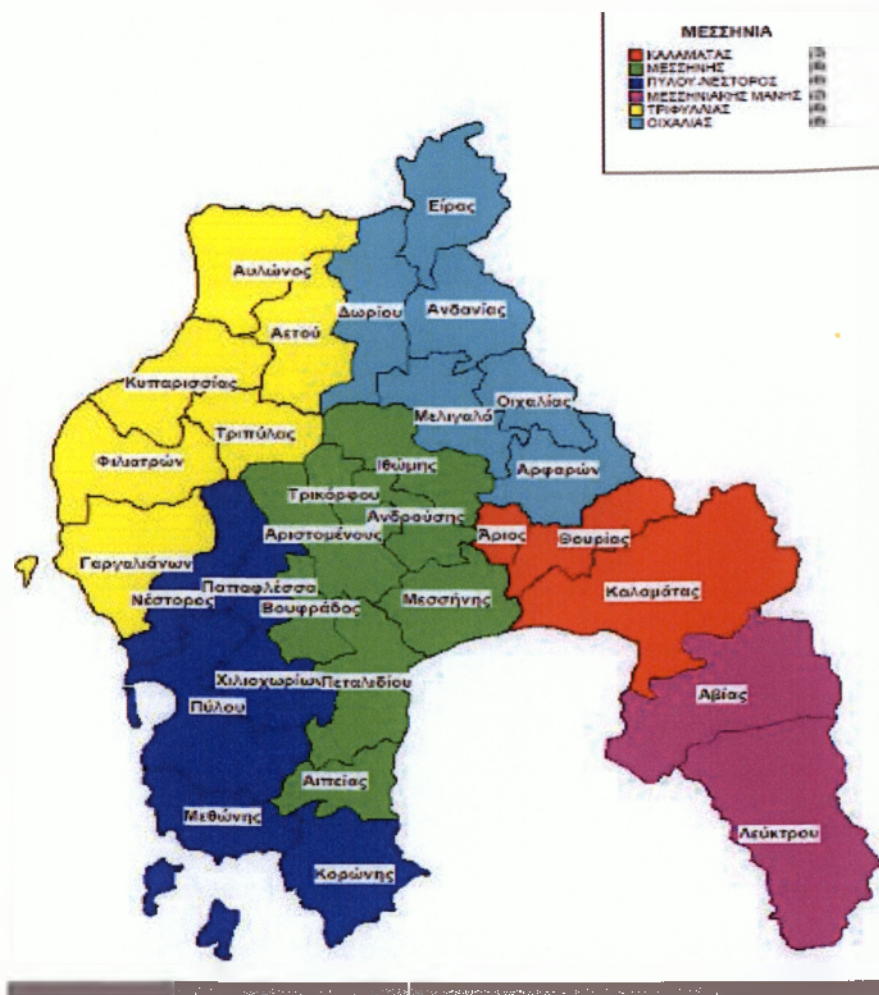 ΜΕΣΣΗΝΙΑ
ΚΑΛΑΜΑΤΑΣ
ΜΕΣΣΗΝΗΣ
ΠΥΛΟΥ-ΝΕΣΤΟΡΟΣ
ΜΕΣΣΗΝΙΑΚΗΣ ΜΑΝΗΣ
ΤΡΙΦΥΛΛΙΑΣ
ΟΙΧΑΛΙΑΣ
Είρας
Αυλώνος
Δωρίου
Ανδανίας
Αετού
Κυπαρισσίας
Οιχαλίας
Μελιγαλά
Τριπύλας
Φιλιατρών
Ιθώμης
Αρφαρών
Τρικόρφου
Ανδρούσης
Αριστομένους
Άριος
Θουρίας
Γαργαλιάνων
Παπαφλέσσα
Νέστορος
Βουφράδος
Μεσσήνης
Καλαμάτας
Χιλιοχωρίων
Πεταλιδίου
Αβίας
Πύλου
Αιπείας
Μεθώνης
Λεύκτρου
Κορώνης